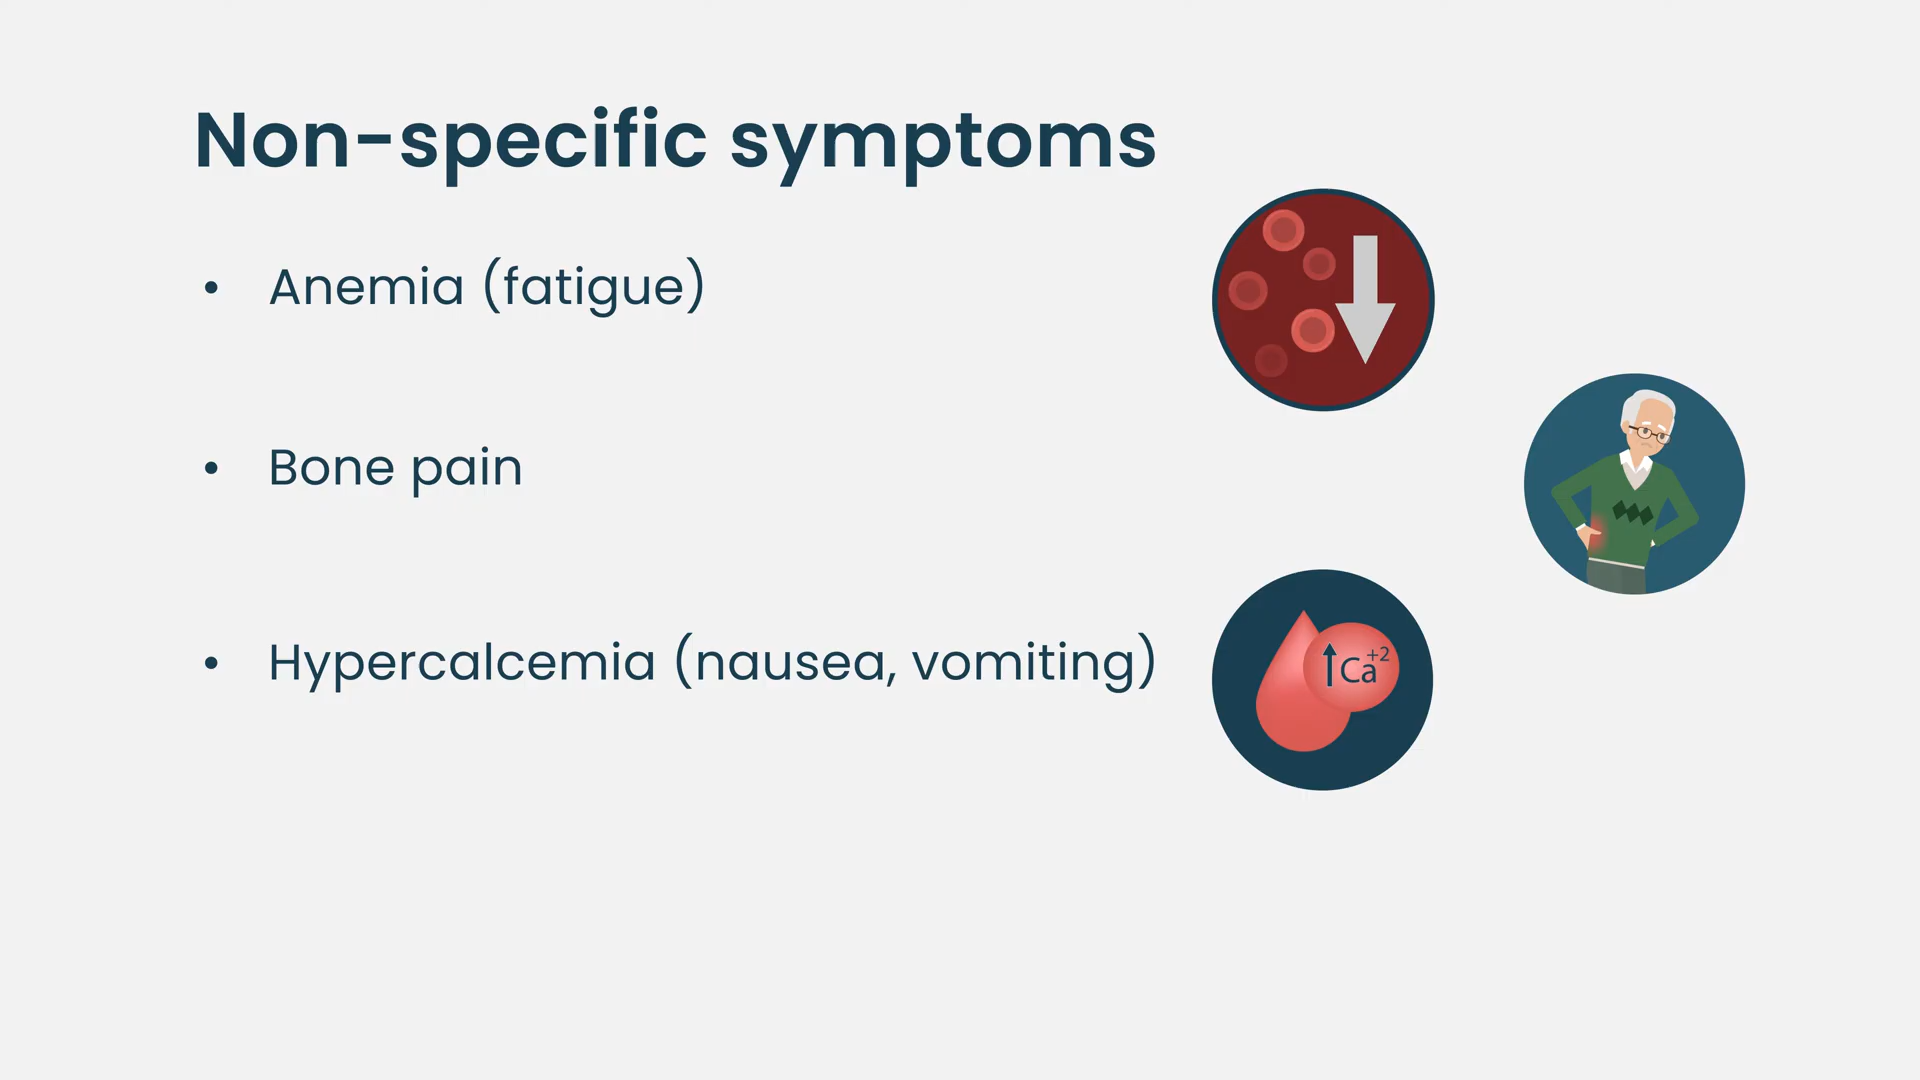 Non-specific symptoms
• Anemia (fatigue)
• Bone pain
• Hypercalcemia (nausea, vomiting)
↑Ca+2